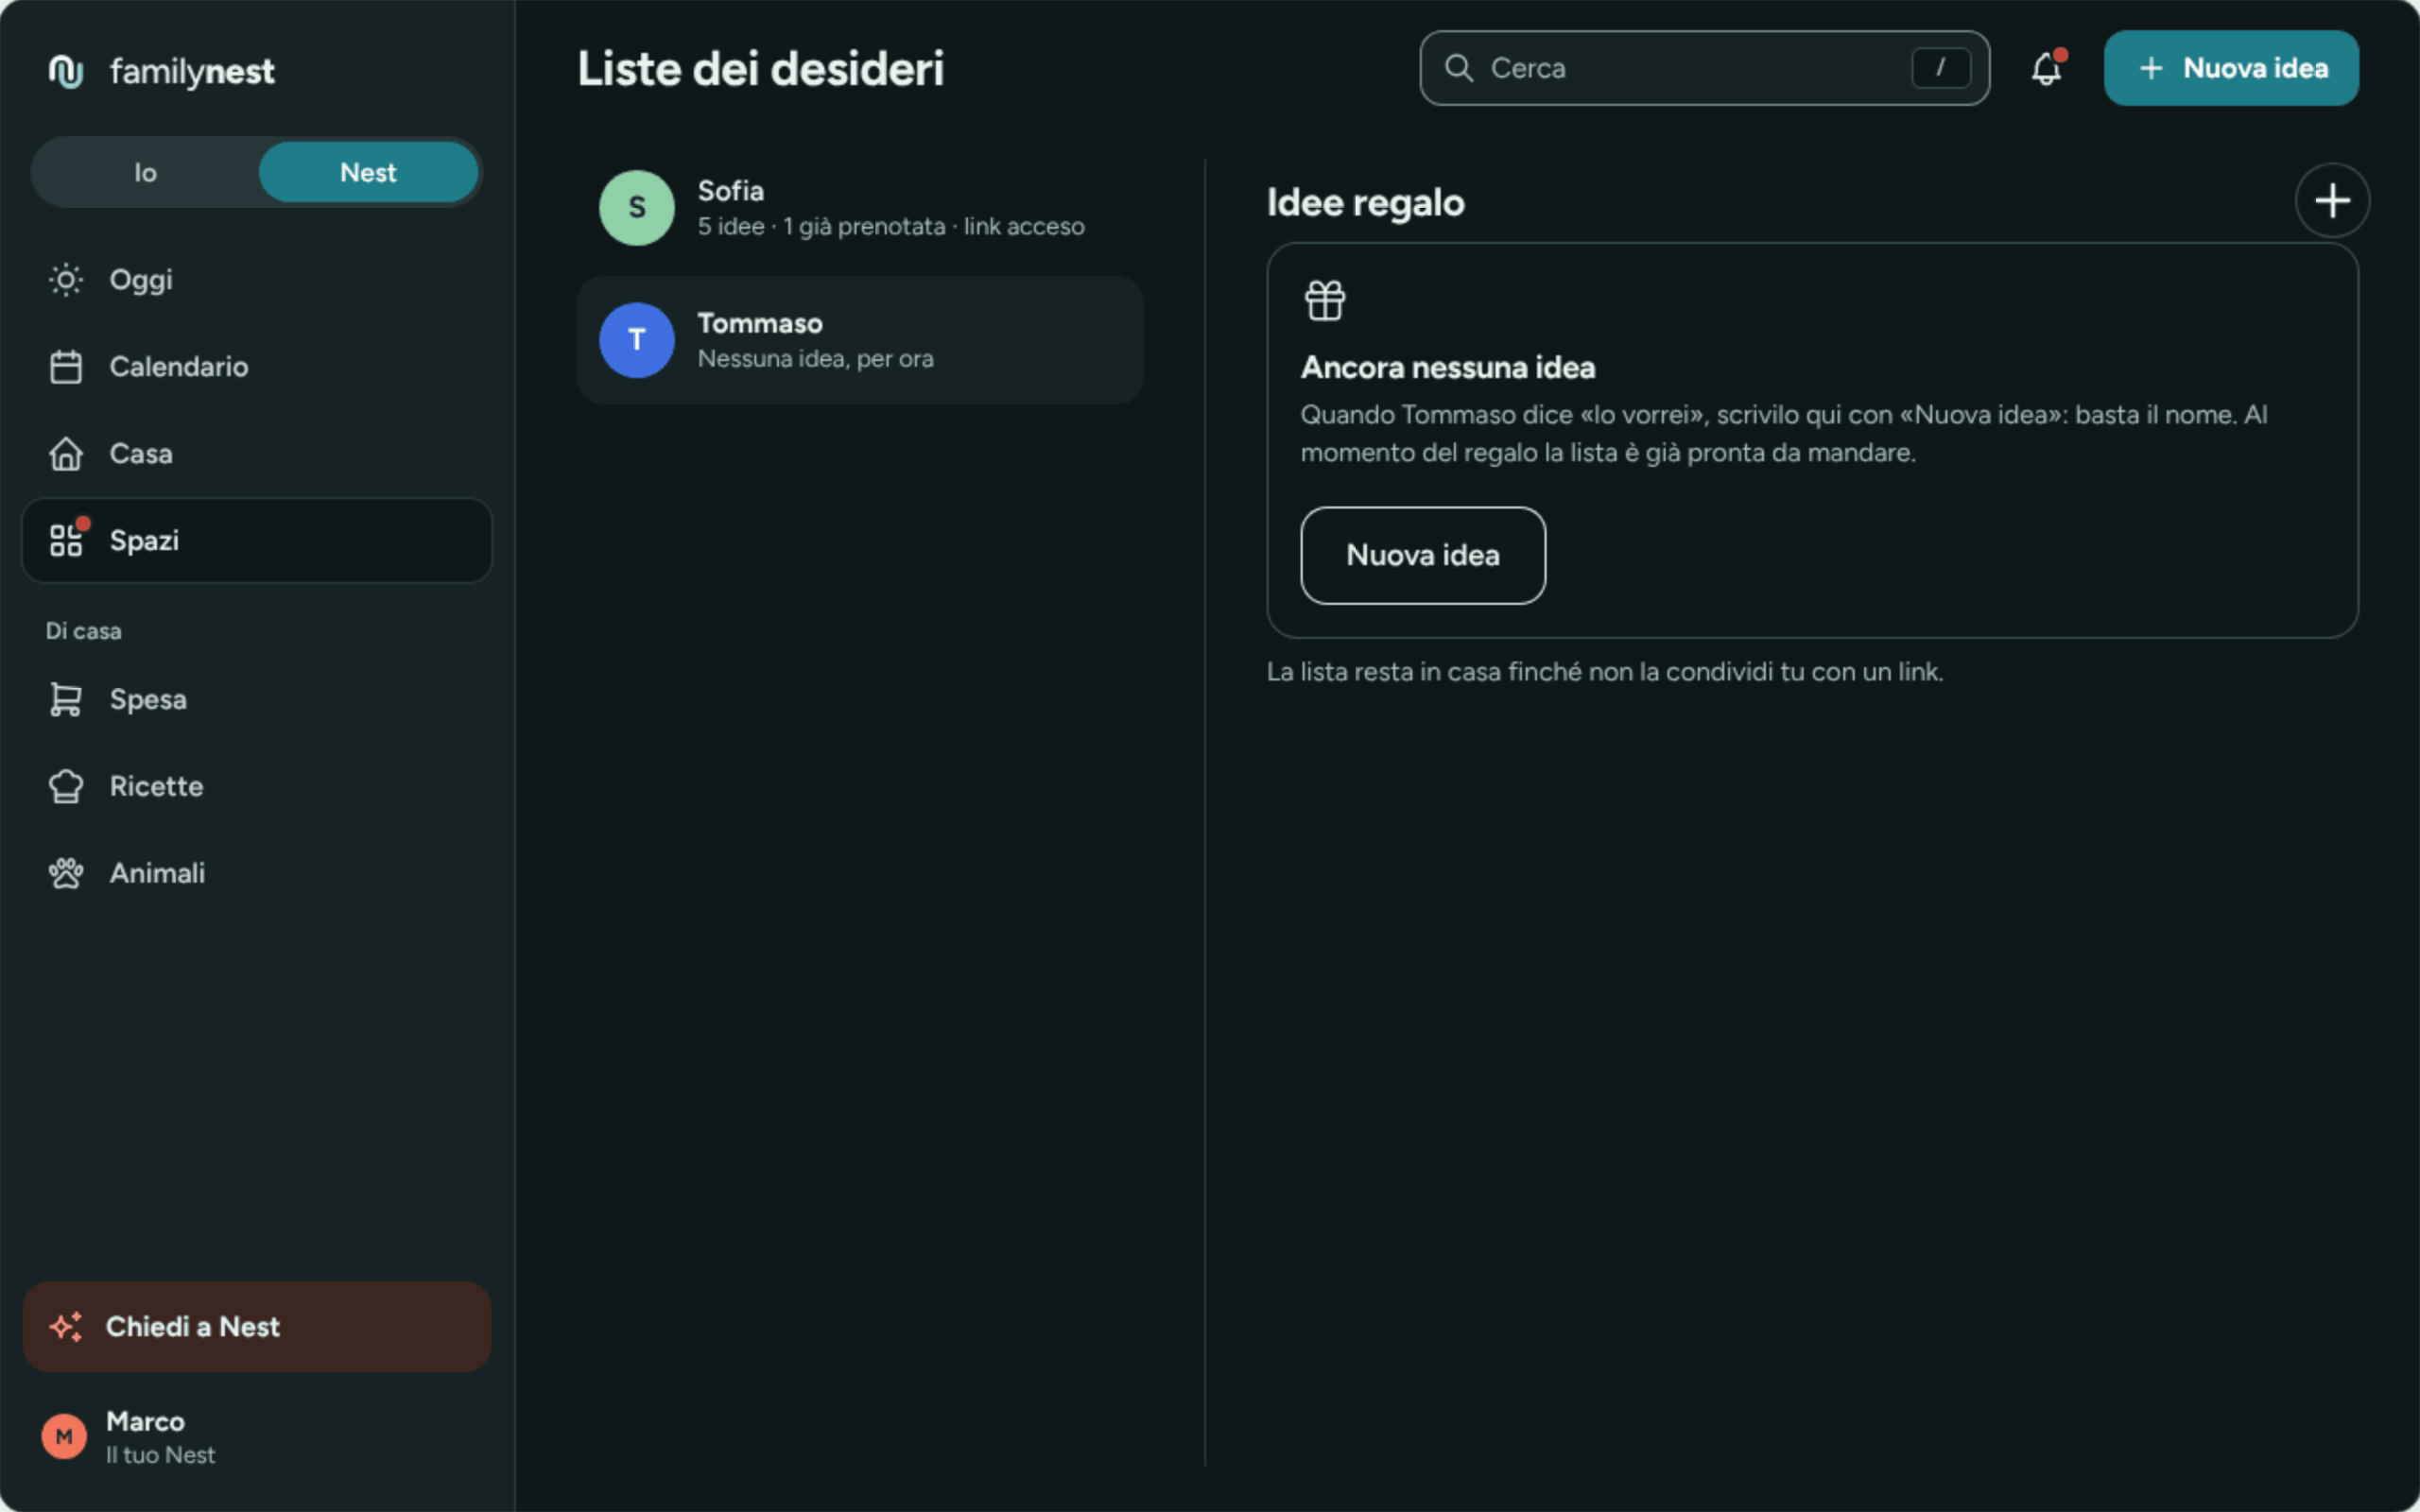 familynest
Io
Nest
Oggi
Calendario
Casa
Spazi
Di casa
Spesa
Ricette
Animali
Chiedi a Nest
M
Marco
Il tuo Nest
Liste dei desideri
Cerca
/
Nuova idea
S
Sofia
5 idee · 1 già prenotata · link acceso
T
Tommaso
Nessuna idea, per ora
Idee regalo
Ancora nessuna idea
Quando Tommaso dice «lo vorrei», scrivilo qui con «Nuova idea»: basta il nome. Al
momento del regalo la lista è già pronta da mandare.
Nuova idea
La lista resta in casa finché non la condividi tu con un link.